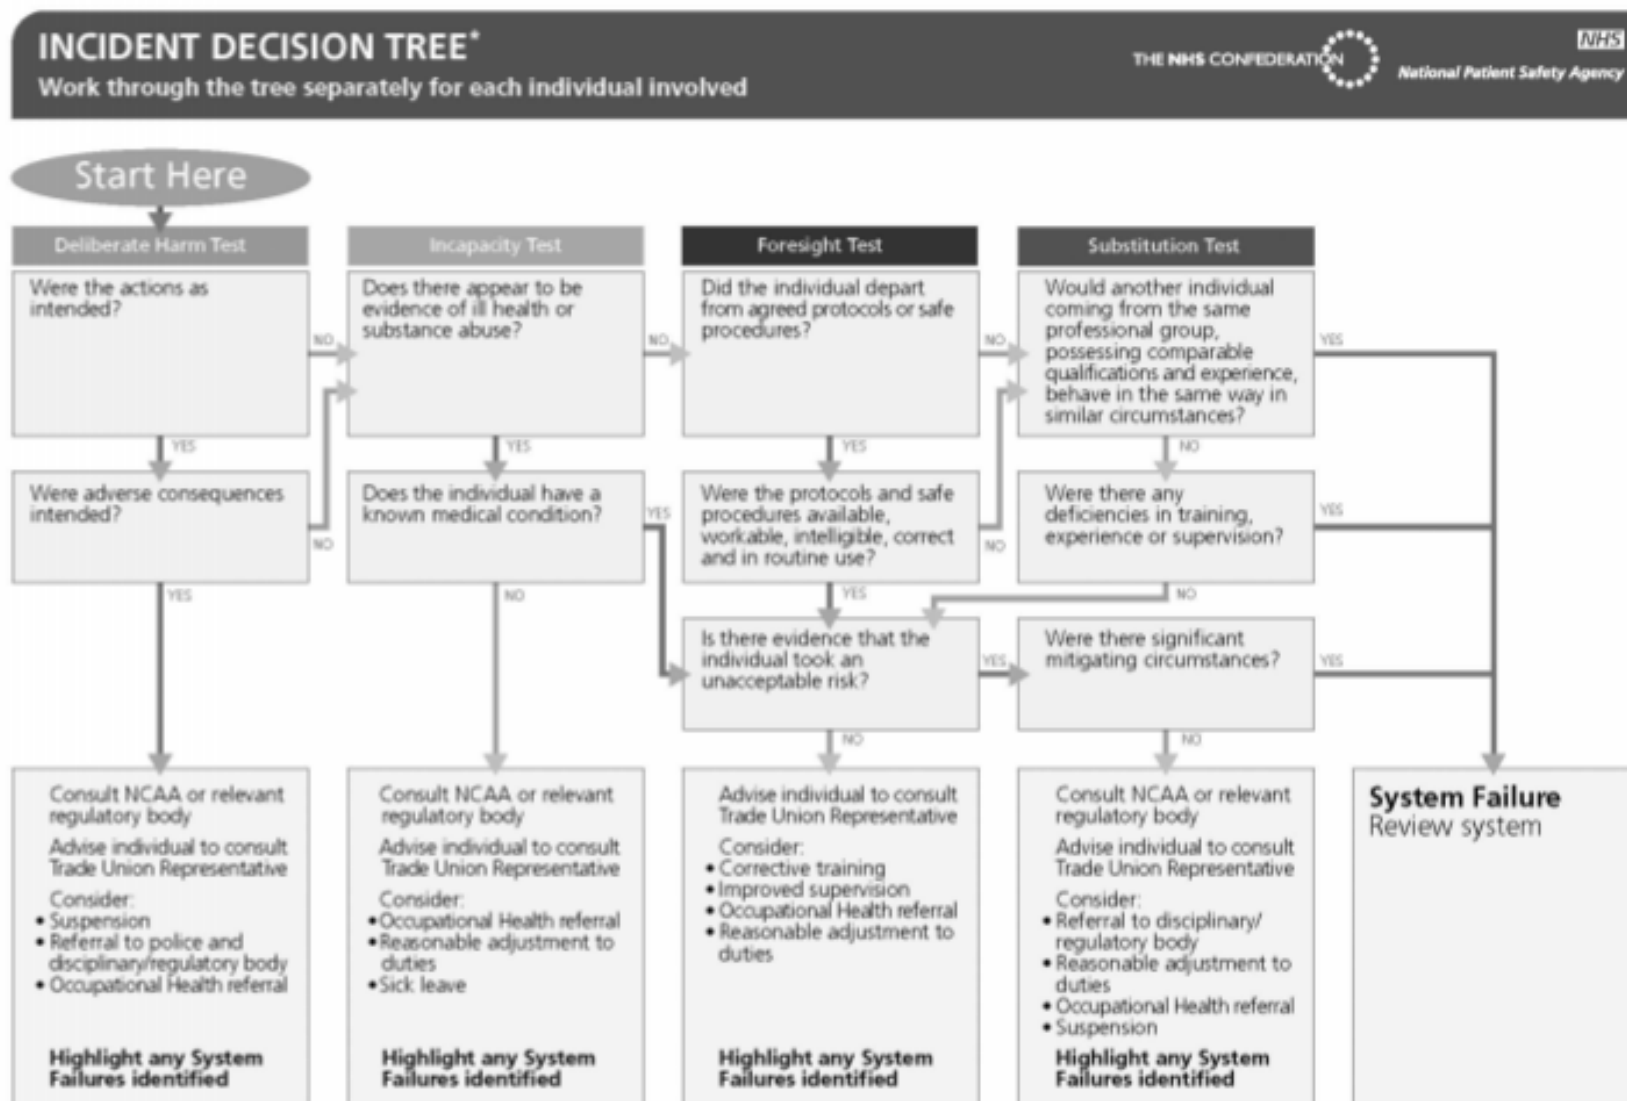 INCIDENT DECISION TREE*
Work through the tree separately for each individual involved
THE NHS CONFEDERATION
NHS
National Patient Safety Agency
Start Here
Deliberate Harm Test
Were the actions as
intended?
NO
YES
Were adverse consequences
intended?
NO
YES
Consult NCAA or relevant
regulatory body
Advise individual to consult
Trade Union Representative
Consider:
• Suspension
• Referral to police and
disciplinary/regulatory body
• Occupational Health referral
Highlight any System
Failures identified
Incapacity Test
Does there appear to be
evidence of ill health or
substance abuse?
NO
YES
Does the individual have a
known medical condition?
YES
NO
Consult NCAA or relevant
regulatory body
Advise individual to consult
Trade Union Representative
Consider:
• Occupational Health referral
• Reasonable adjustment to
duties
• Sick leave
Highlight any System
Failures identified
Foresight Test
Did the individual depart
from agreed protocols or safe
procedures?
NO
YES
Were the protocols and safe
procedures available,
workable, intelligible, correct
and in routine use?
NO
YES
Is there evidence that the
individual took an
unacceptable risk?
YES
NO
Advise individual to consult
Trade Union Representative
Consider:
• Corrective training
• Improved supervision
• Occupational Health referral
• Reasonable adjustment to
duties
Highlight any System
Failures identified
Substitution Test
Would another individual
coming from the same
professional group,
possessing comparable
qualifications and experience,
behave in the same way in
similar circumstances?
YES
NO
Were there any
deficiencies in training,
experience or supervision?
YES
NO
Were there significant
mitigating circumstances?
YES
NO
Consult NCAA or relevant
regulatory body
Advise individual to consult
Trade Union Representative
Consider:
• Referral to disciplinary/
regulatory body
• Reasonable adjustment to
duties
• Occupational Health referral
• Suspension
Highlight any System
Failures identified
System Failure
Review system